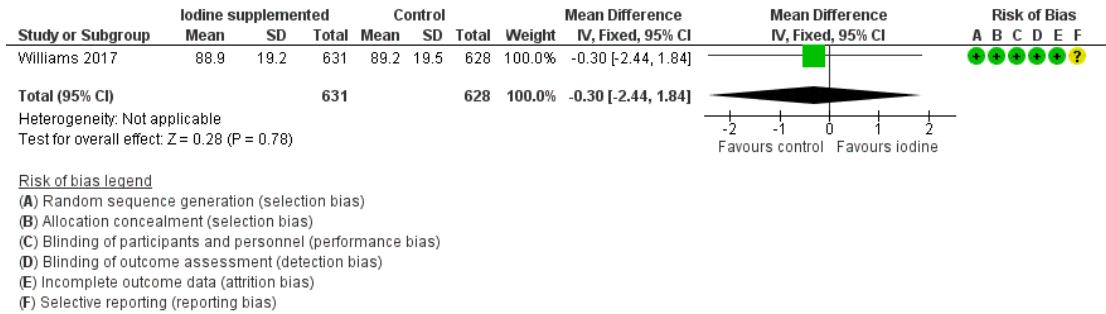 Iodine supplemented Control Mean Difference Mean Difference Risk of Bias
Study or Subgroup Mean SD Total Mean SD Total Weight IV, Fixed, 95% CI IV, Fixed, 95% CI A B C D E F
Williams 2017 88.9 19.2 631 89.2 19.5 628 100.0% -0.30 [-2.44, 1.84] + + + + + ?
Total (95% CI) 631 628 100.0% -0.30 [-2.44, 1.84]
Heterogeneity: Not applicable
Test for overall effect: Z = 0.28 (P = 0.78)
-2 -1 0 1 2
Favours control Favours iodine
Risk of bias legend
(A) Random sequence generation (selection bias)
(B) Allocation concealment (selection bias)
(C) Blinding of participants and personnel (performance bias)
(D) Blinding of outcome assessment (detection bias)
(E) Incomplete outcome data (attrition bias)
(F) Selective reporting (reporting bias)